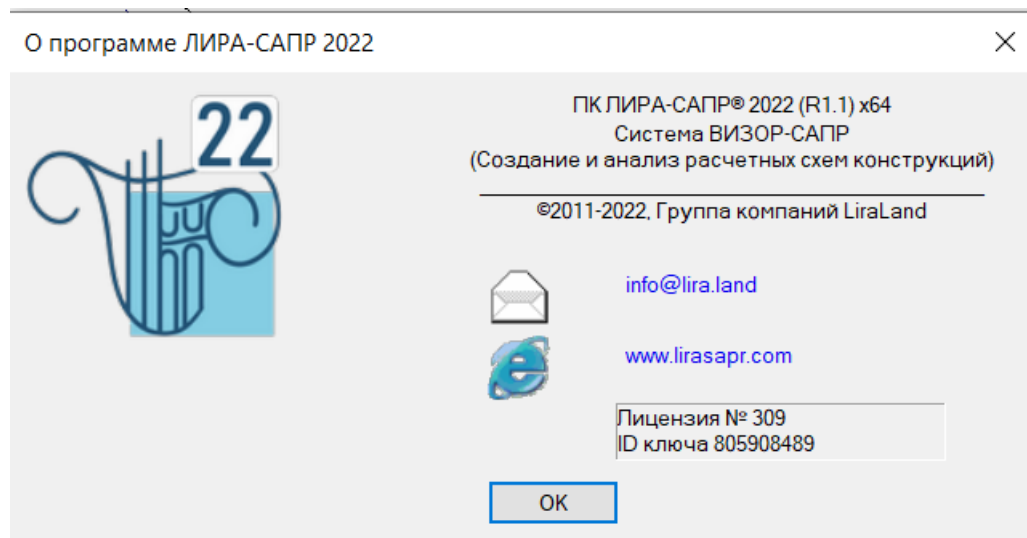 О программе ЛИРА-САПР 2022
22
ПК ЛИРА-САПР® 2022 (R1.1) x64
Система ВИЗОР-САПР
(Создание и анализ расчетных схем конструкций)
©2011-2022, Группа компаний LiraLand
info@lira.land
www.lirasapr.com
Лицензия № 309
ID ключа 805908489
OK